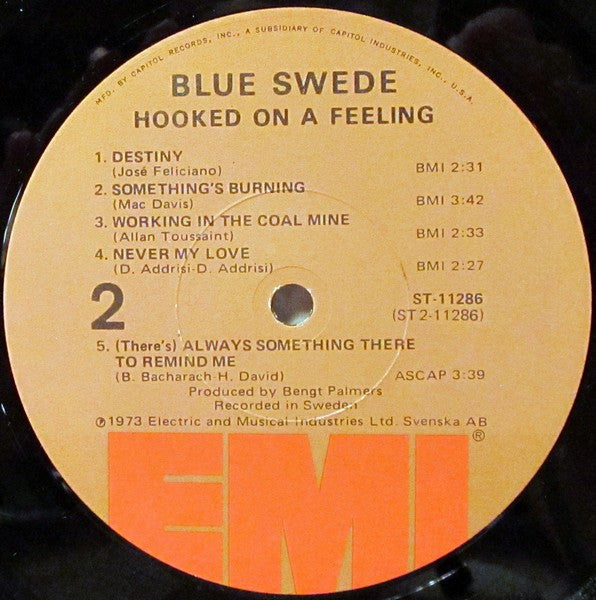 MFD. BY CAPITOL RECORDS, INC., A SUBSIDIARY OF CAPITOL INDUSTRIES, INC., U.S.A.
BLUE SWEDE
HOOKED ON A FEELING
1. DESTINY
(José Feliciano) BMI 2:31
2. SOMETHING'S BURNING
(Mac Davis) BMI 3:42
3. WORKING IN THE COAL MINE
(Allan Toussaint) BMI 2:33
4. NEVER MY LOVE
(D. Addrisi-D. Addrisi) BMI 2:27
2 ST-11286
(ST 2-11286)
5. (There's) ALWAYS SOMETHING THERE
TO REMIND ME
(B. Bacharach-H. David) ASCAP 3:39
Produced by Bengt Palmers
Recorded in Sweden
℗1973 Electric and Musical Industries Ltd. Svenska AB
EMI®